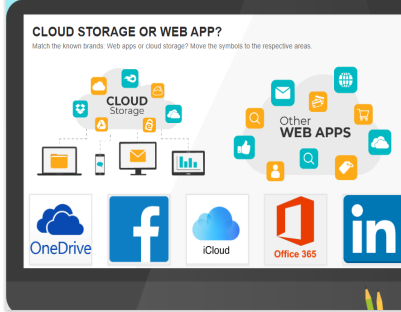 CLOUD STORAGE OR WEB APP?
Match the known brands: Web apps or cloud storage? Move the symbols to the respective areas.
CLOUD
Storage
Other
WEB APPS
OneDrive
f
iCloud
Office 365
in